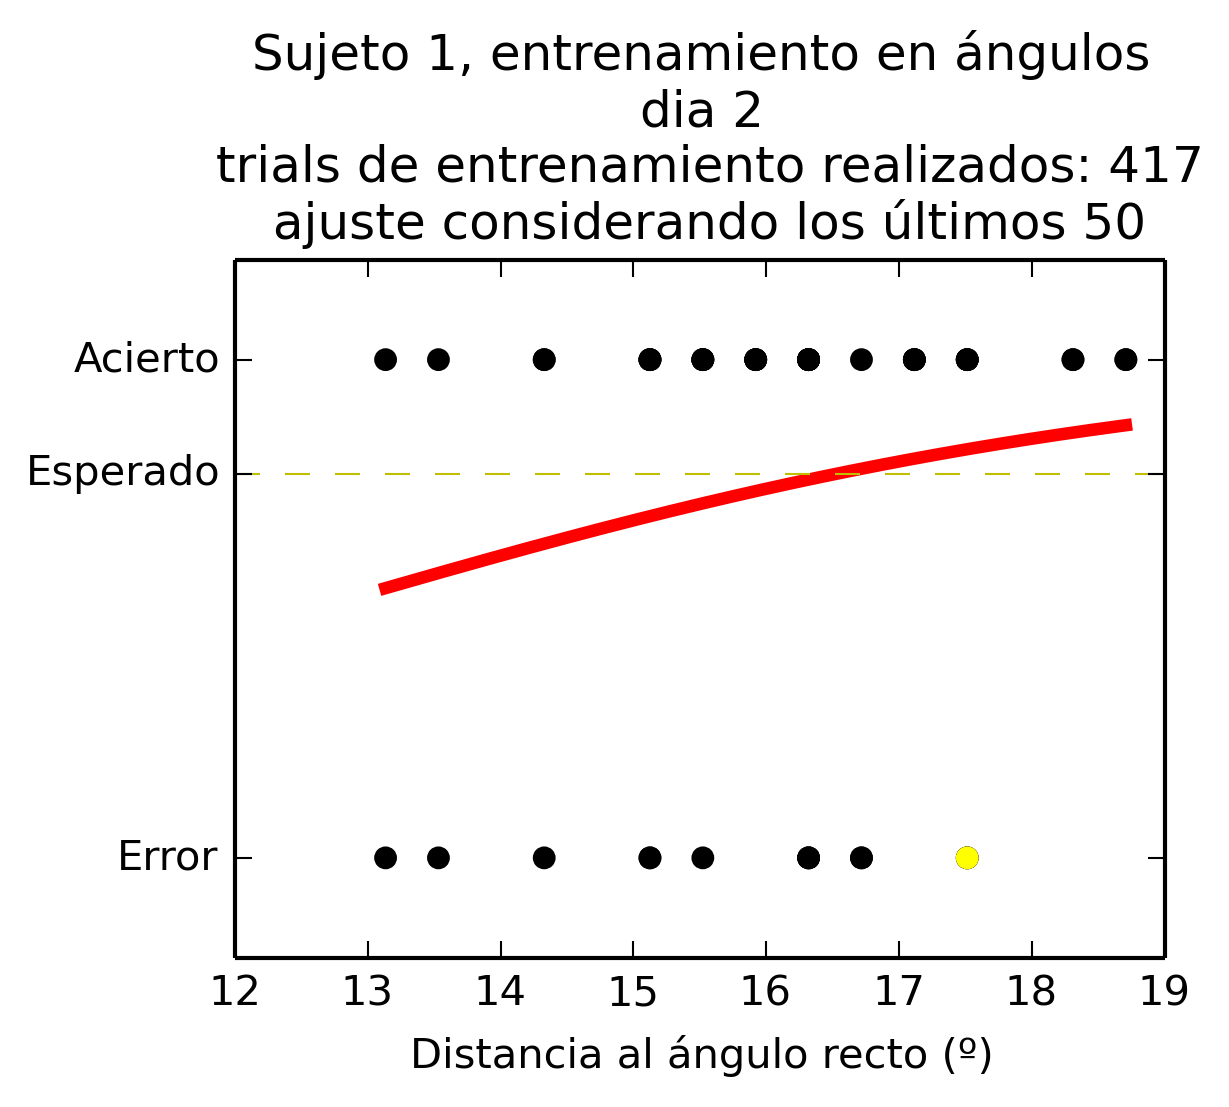 Sujeto 1, entrenamiento en ángulos
dia 2
trials de entrenamiento realizados: 417
ajuste considerando los últimos 50
Acierto
Esperado
Error
12 13 14 15 16 17 18 19
Distancia al ángulo recto (º)